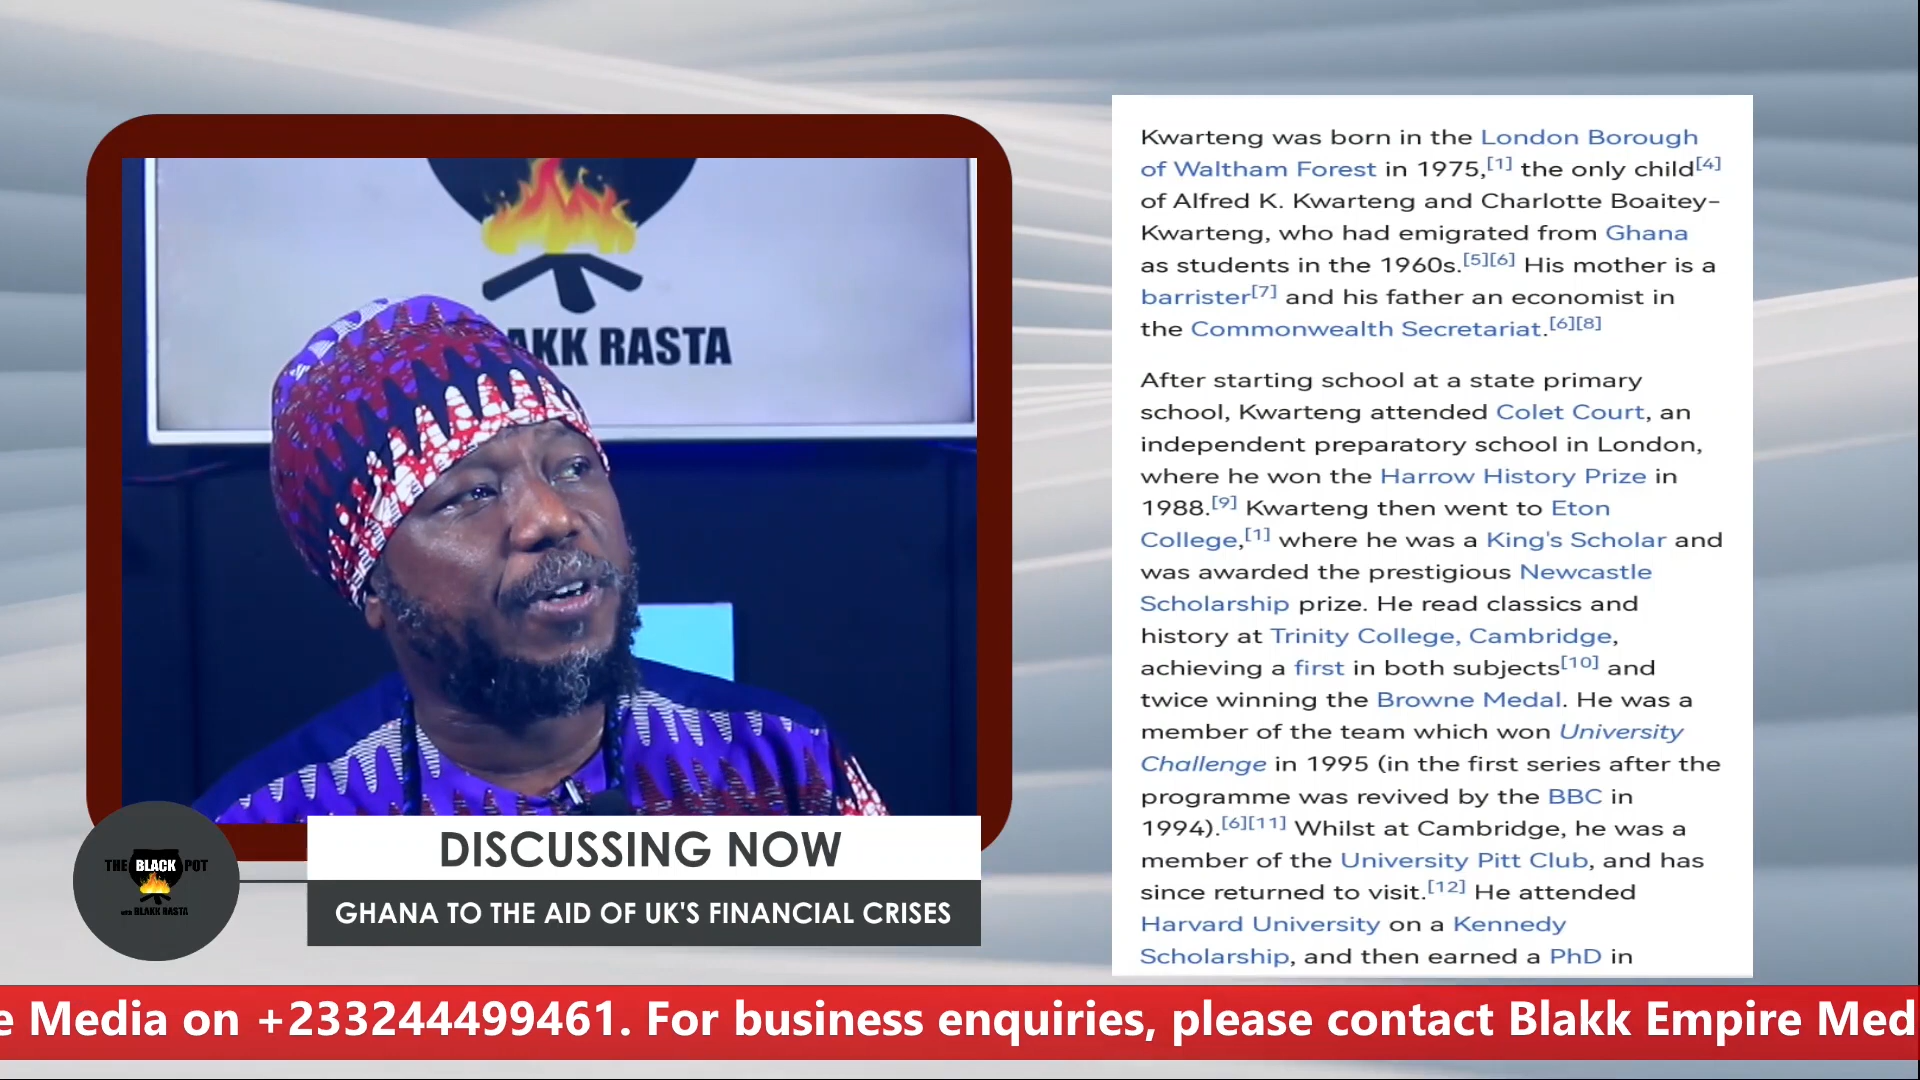 AKK RASTA
THE BLACK POT
WITH BLAKK RASTA
DISCUSSING NOW
GHANA TO THE AID OF UK'S FINANCIAL CRISES
Kwarteng was born in the London Borough
of Waltham Forest in 1975,[1] the only child[4]
of Alfred K. Kwarteng and Charlotte Boaitey-
Kwarteng, who had emigrated from Ghana
as students in the 1960s.[5][6] His mother is a
barrister[7] and his father an economist in
the Commonwealth Secretariat.[6][8]
After starting school at a state primary
school, Kwarteng attended Colet Court, an
independent preparatory school in London,
where he won the Harrow History Prize in
1988.[9] Kwarteng then went to Eton
College,[1] where he was a King's Scholar and
was awarded the prestigious Newcastle
Scholarship prize. He read classics and
history at Trinity College, Cambridge,
achieving a first in both subjects[10] and
twice winning the Browne Medal. He was a
member of the team which won University
Challenge in 1995 (in the first series after the
programme was revived by the BBC in
1994).[6][11] Whilst at Cambridge, he was a
member of the University Pitt Club, and has
since returned to visit.[12] He attended
Harvard University on a Kennedy
Scholarship, and then earned a PhD in
e Media on +233244499461. For business enquiries, please contact Blakk Empire Med